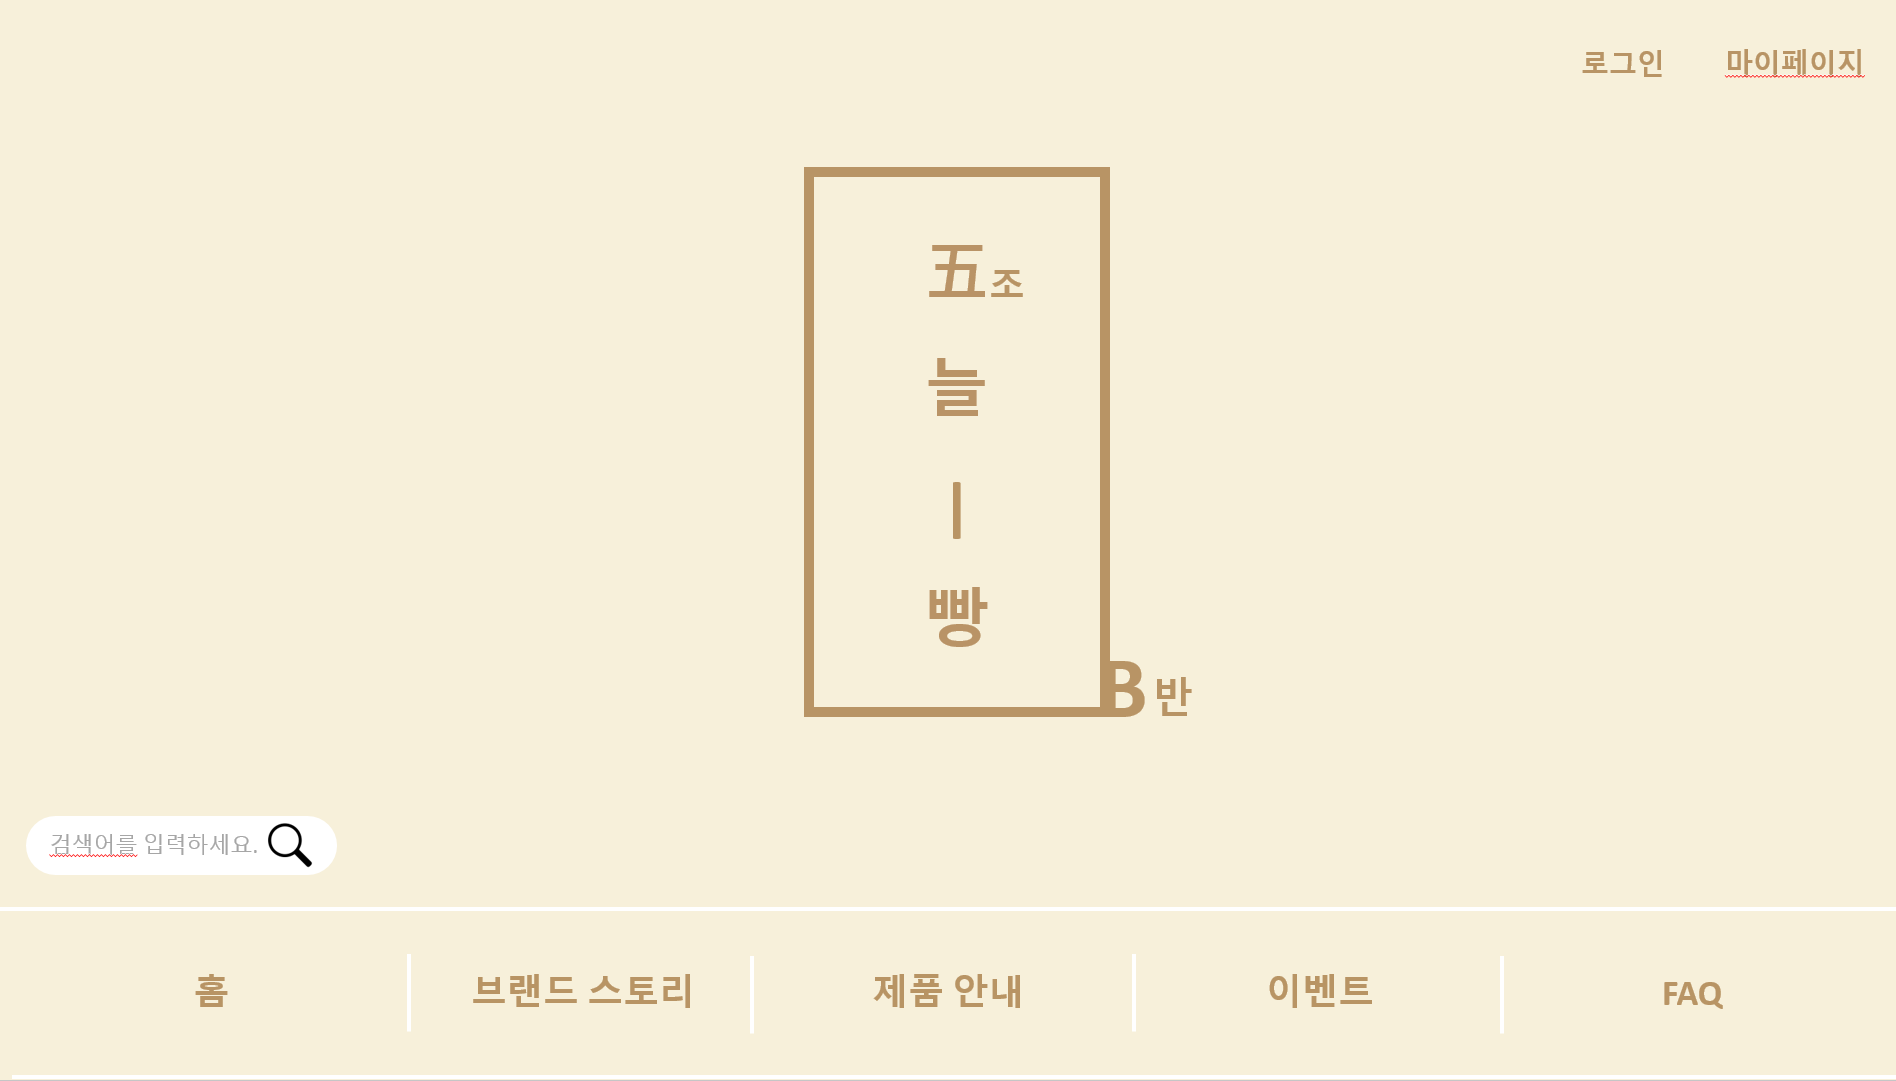 로그인 마이페이지
五조
늘
ㅣ
빵
B반
검색어를 입력하세요.
홈 브랜드 스토리 제품 안내 이벤트 FAQ